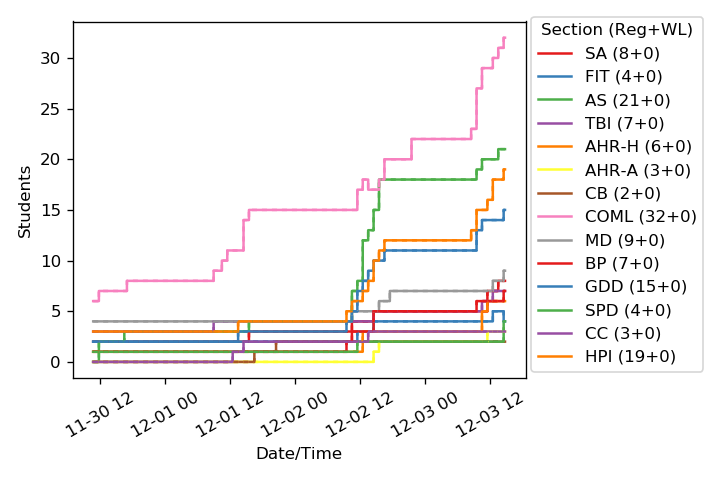 Section (Reg+WL)
SA (8+0)
FIT (4+0)
AS (21+0)
TBI (7+0)
AHR-H (6+0)
AHR-A (3+0)
CB (2+0)
COML (32+0)
MD (9+0)
BP (7+0)
GDD (15+0)
SPD (4+0)
CC (3+0)
HPI (19+0)
Students
30
25
20
15
10
5
0
11-30 12
12-01 00
12-01 12
12-02 00
12-02 12
12-03 00
12-03 12
Date/Time